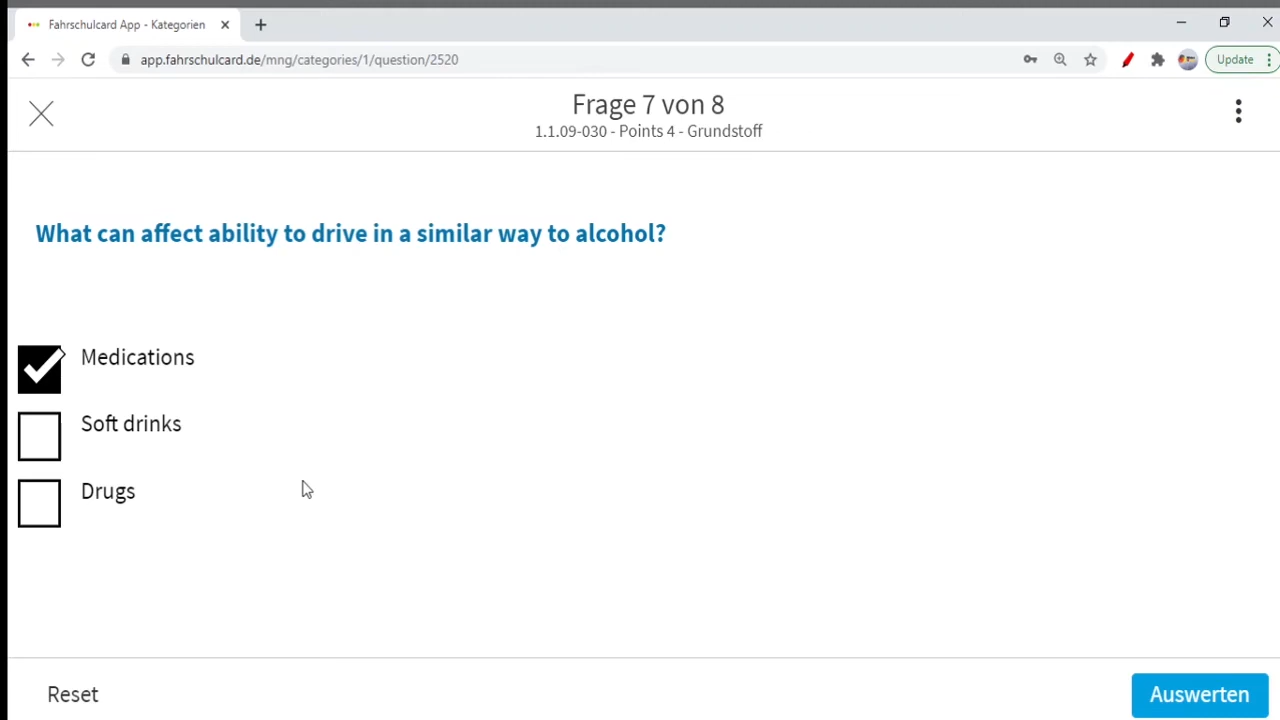 Fahrschulcard App - Kategorien
app.fahrschulcard.de/mng/categories/1/question/2520
Update
Frage 7 von 8
1.1.09-030 - Points 4 - Grundstoff
What can affect ability to drive in a similar way to alcohol?
Medications
Soft drinks
Drugs
Reset
Auswerten